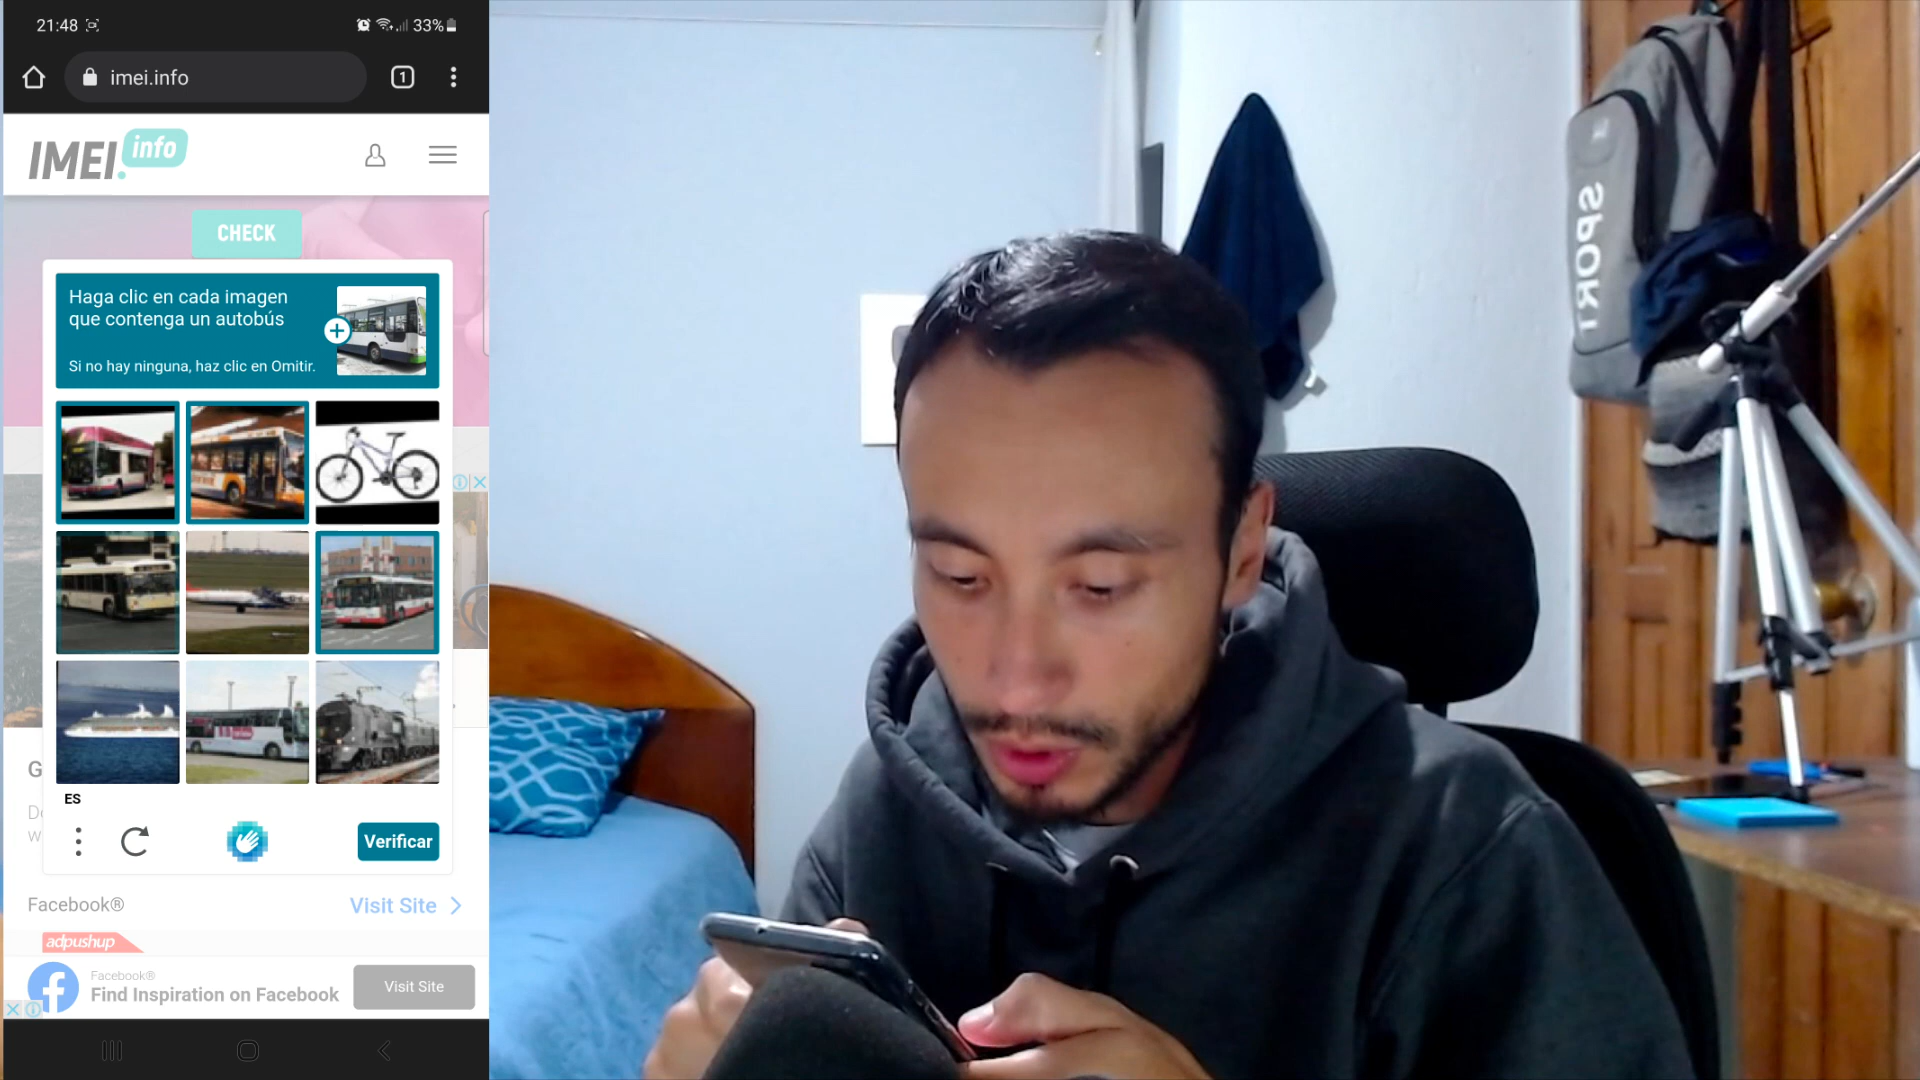 21:48
33%
imei.info
1
IMEI.info
CHECK
Haga clic en cada imagen
que contenga un autobús
Si no hay ninguna, haz clic en Omitir.
ES
Verificar
G
Facebook®
Visit Site
adpushup
Facebook®
Find Inspiration on Facebook
Visit Site
SPORT